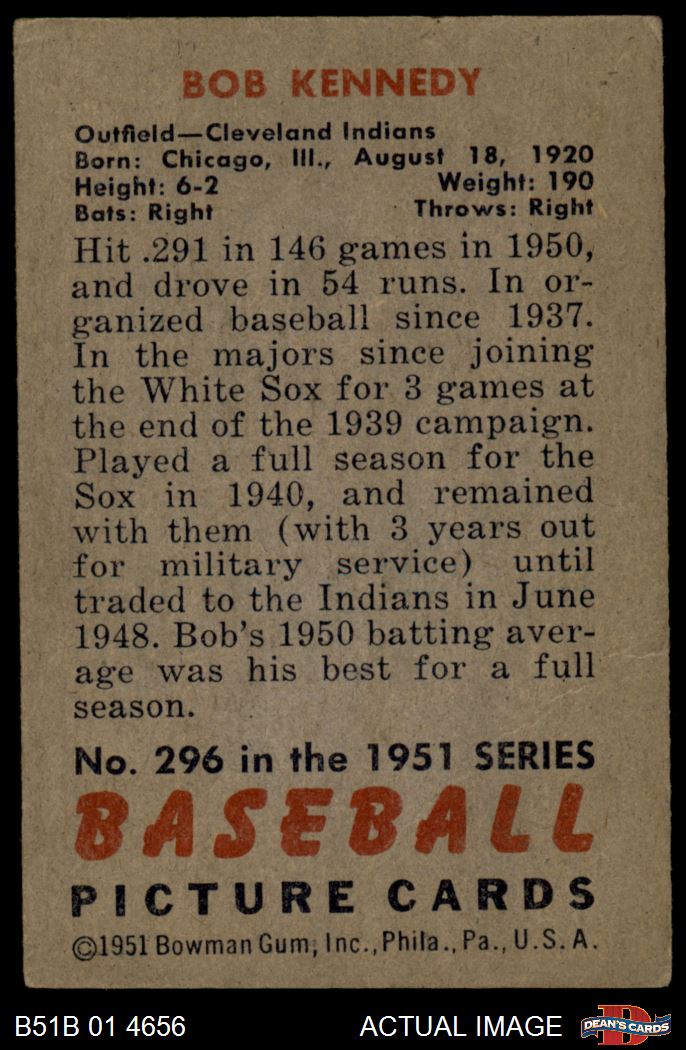 BOB KENNEDY
Outfield—Cleveland Indians
Born: Chicago, Ill., August 18, 1920
Height: 6-2 Weight: 190
Bats: Right Throws: Right
Hit .291 in 146 games in 1950,
and drove in 54 runs. In or-
ganized baseball since 1937.
In the majors since joining
the White Sox for 3 games at
the end of the 1939 campaign.
Played a full season for the
Sox in 1940, and remained
with them (with 3 years out
for military service) until
traded to the Indians in June
1948. Bob's 1950 batting aver-
age was his best for a full
season.
No. 296 in the 1951 SERIES
BASEBALL
PICTURE CARDS
©1951 Bowman Gum, Inc., Phila., Pa., U.S.A.
B51B 01 4656 ACTUAL IMAGE D DEAN'S CARDS